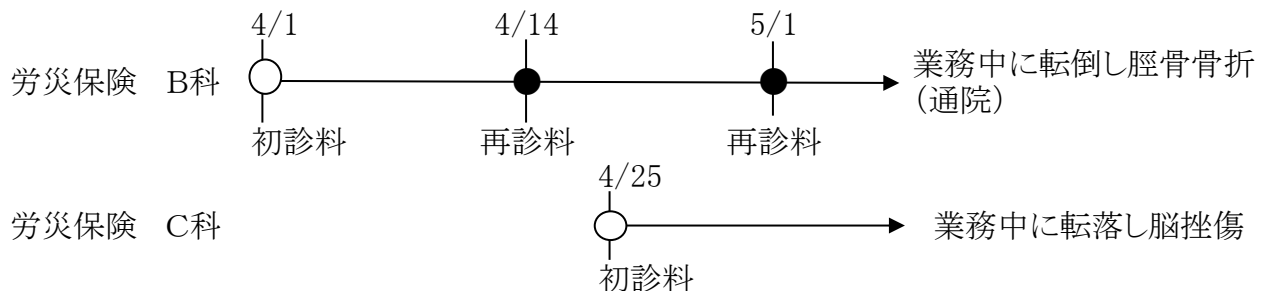 4/1 4/14 5/1
労災保険 B科
業務中に転倒し脛骨骨折
（通院）
初診料 再診料 再診料
4/25
労災保険 C科
業務中に転落し脳挫傷
初診料